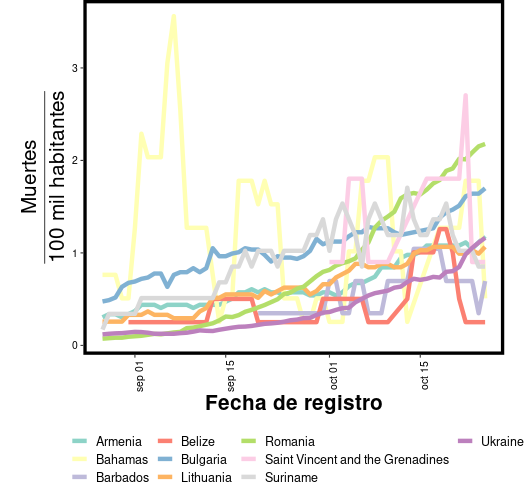 Muertes
100 mil habitantes
3
2
1
0
sep 01
sep 15
oct 01
oct 15
Fecha de registro
Armenia
Belize
Romania
Ukraine
Bahamas
Bulgaria
Saint Vincent and the Grenadines
Barbados
Lithuania
Suriname